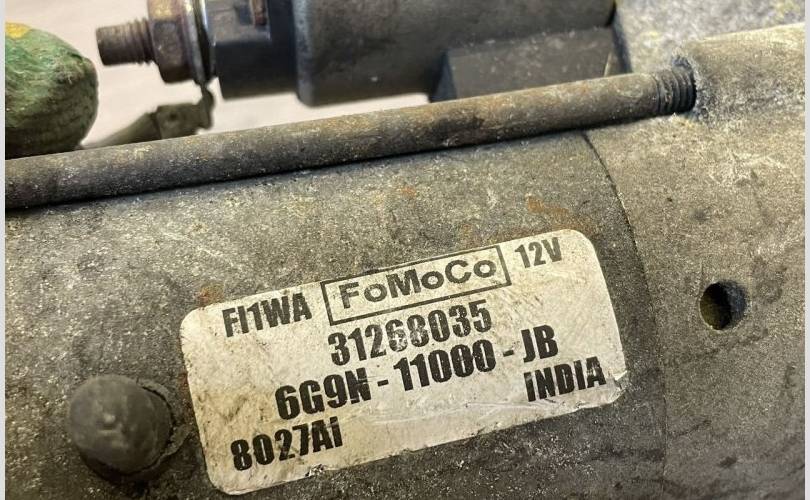 FI1WA FoMoCo 12V
31268035
6G9N - 11000 - JB
8027Ai INDIA